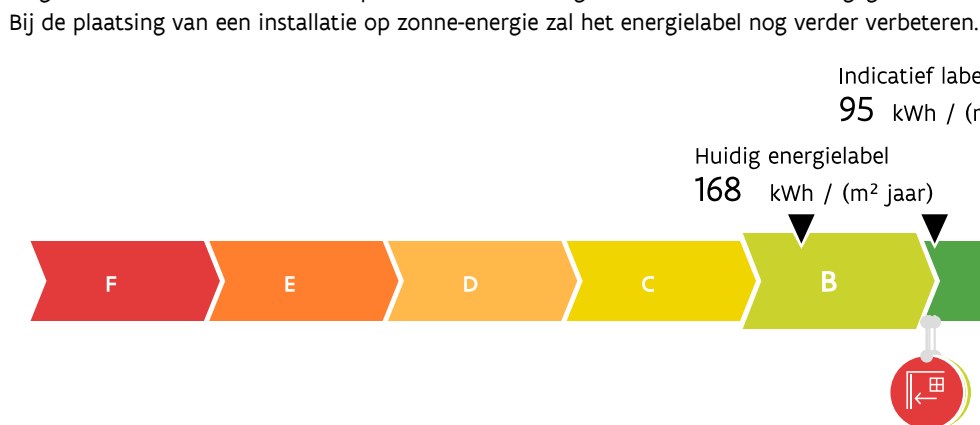 Bij de plaatsing van een installatie op zonne-energie zal het energielabel nog verder verbeteren.
Indicatief
95 kWh /
Huidig energielabel
168 kWh / (m² jaar)
F E D C B